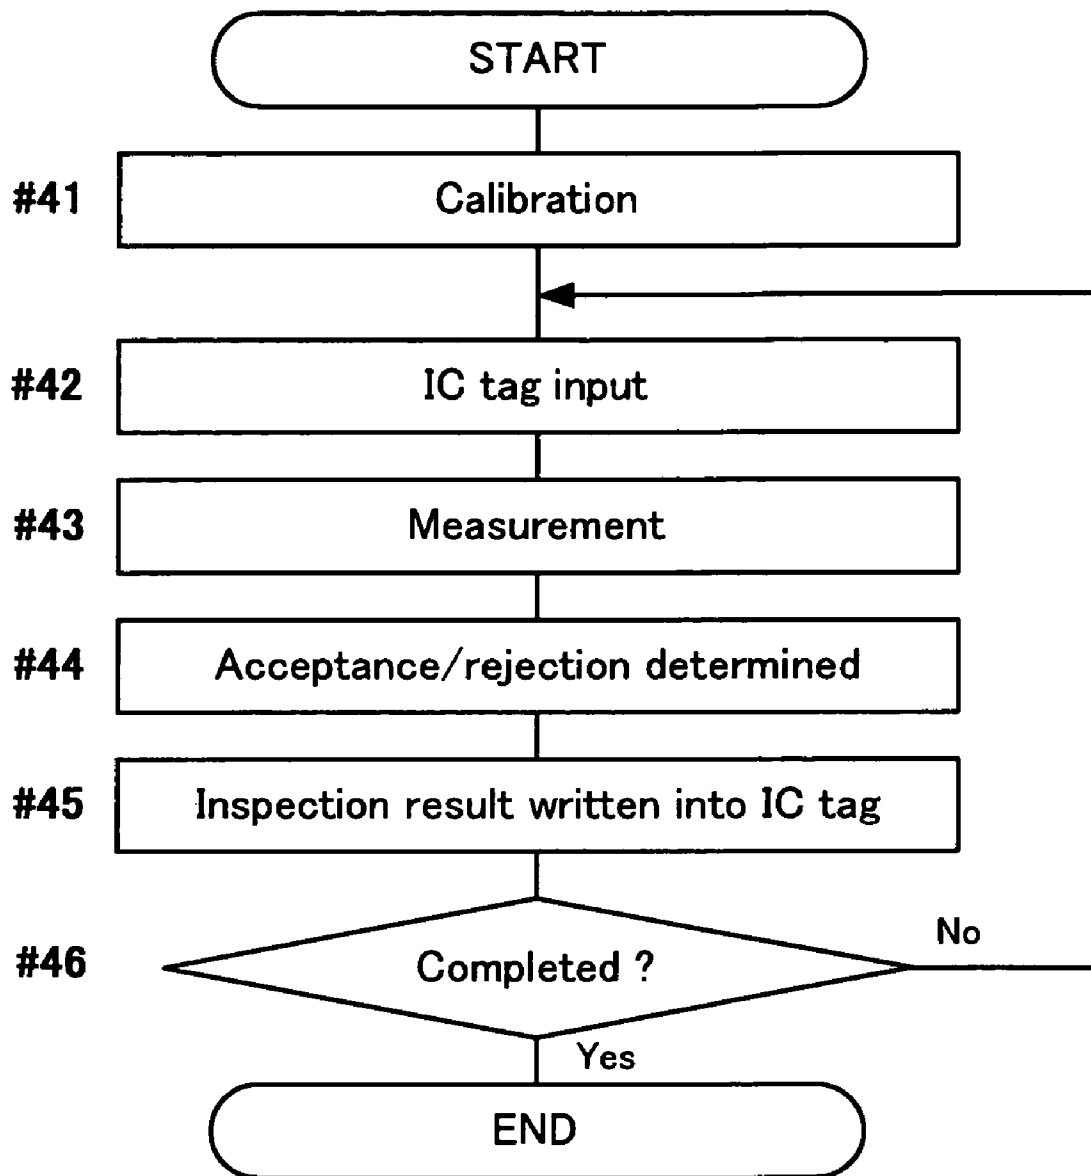 START
#41
Calibration
#42
IC tag input
#43
Measurement
#44
Acceptance/rejection determined
#45
Inspection result written into IC tag
#46
Completed ?
No
Yes
END